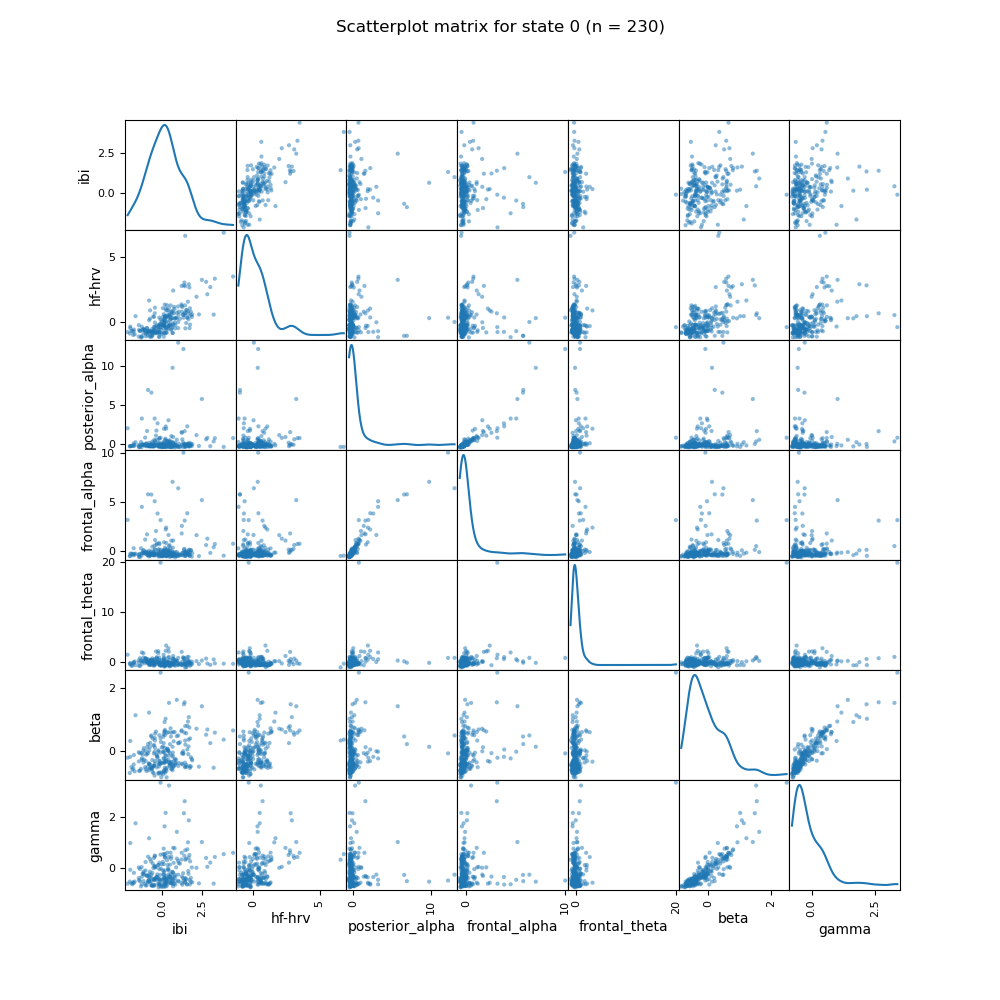 Scatterplot matrix for state 0 (n = 230)
ibi
2.5
0.0
hf-hrv
5
0
posterior_alpha
10
5
0
frontal_alpha
10
5
0
frontal_theta
20
10
0
beta
2
0
gamma
2
0
0.0 2.5 0 5 0 10 0 10 0 20 0 2 0.0 2.5
ibi hf-hrv posterior_alpha frontal_alpha frontal_theta beta gamma